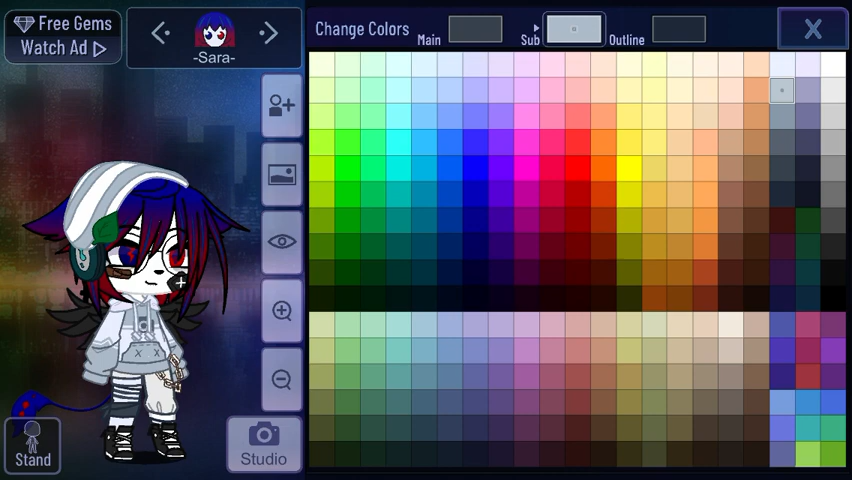 Free Gems
Watch Ad
-Sara-
Change Colors
Main
Sub
Outline
X
Stand
Studio